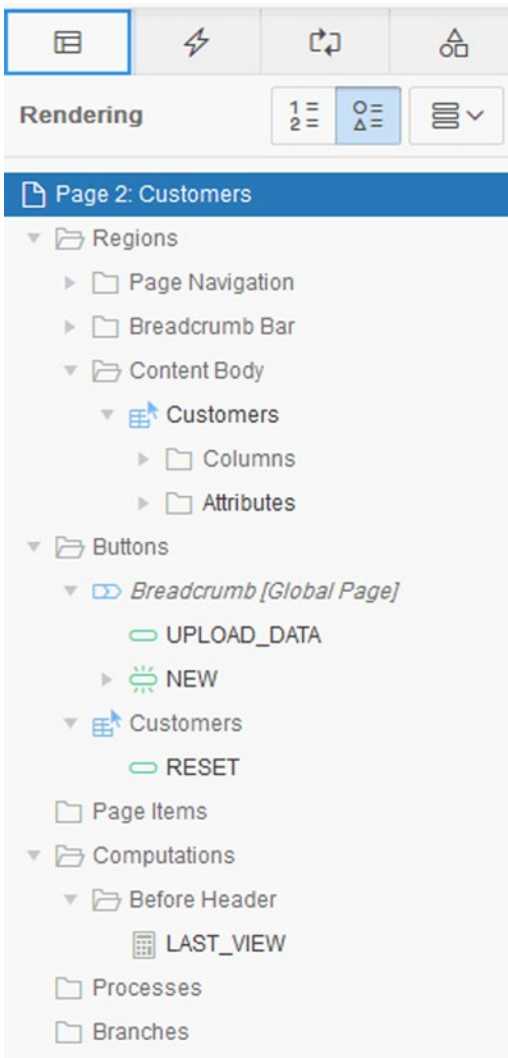 Rendering
Page 2: Customers
Regions
Page Navigation
Breadcrumb Bar
Content Body
Customers
Columns
Attributes
Buttons
Breadcrumb [Global Page]
UPLOAD_DATA
NEW
Customers
RESET
Page Items
Computations
Before Header
LAST_VIEW
Processes
Branches